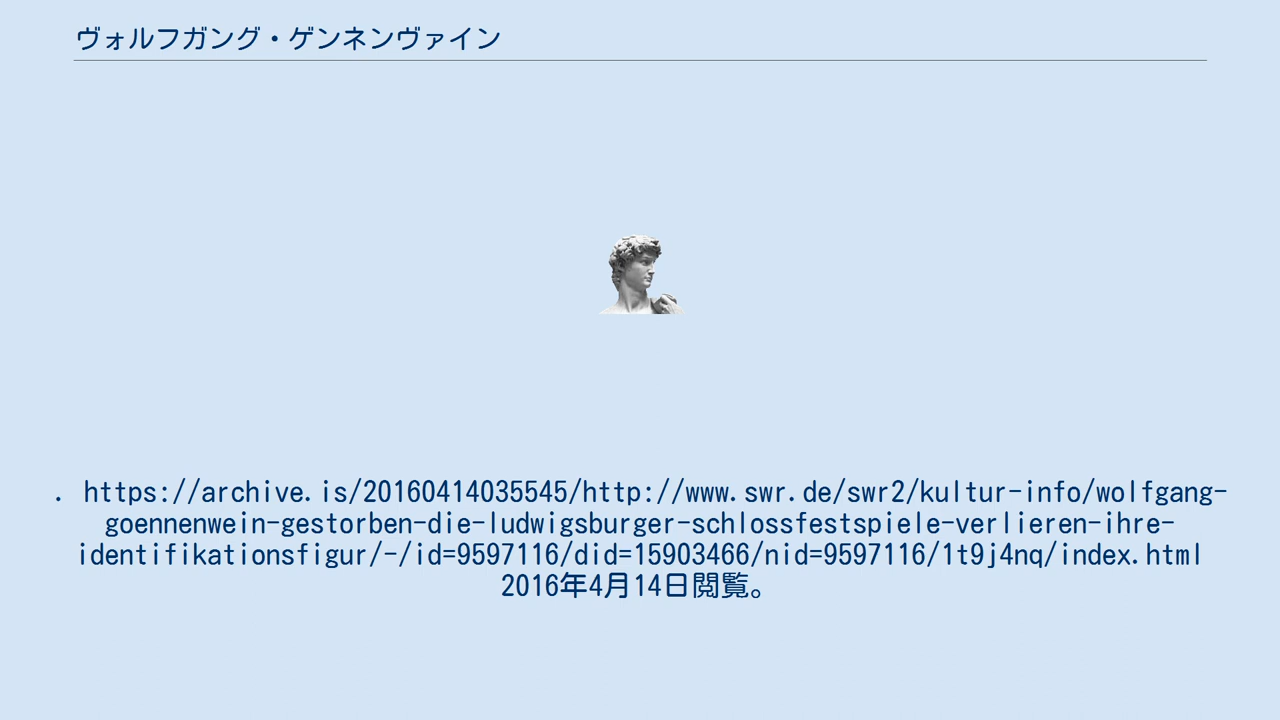 ヴォルフガング・ゲンネンヴァイン
. https://archive.is/20160414035545/http://www.swr.de/swr2/kultur-info/wolfgang-
goennenwein-gestorben-die-ludwigsburger-schlossfestspiele-verlieren-ihre-
identifikationsfigur/-/id=9597116/did=15903466/nid=9597116/1t9j4nq/index.html
2016年4月14日閲覧。